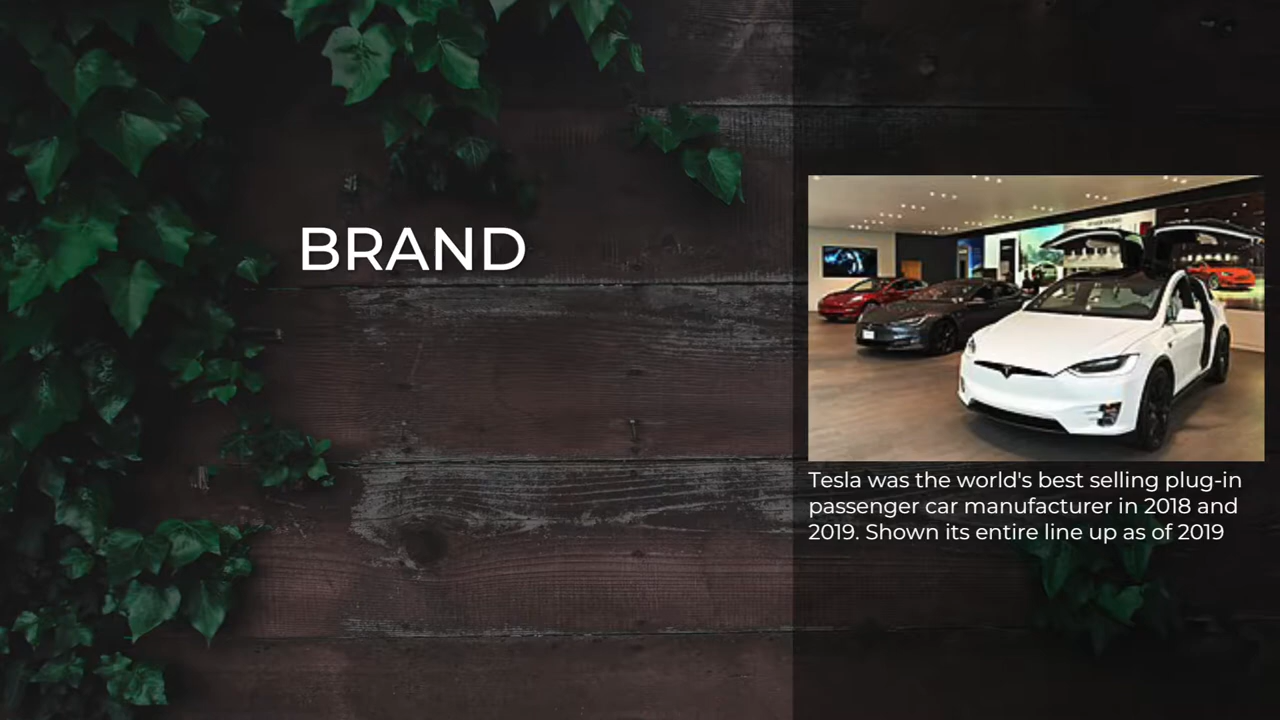 BRAND
Tesla was the world's best selling plug-in
passenger car manufacturer in 2018 and
2019. Shown its entire line up as of 2019